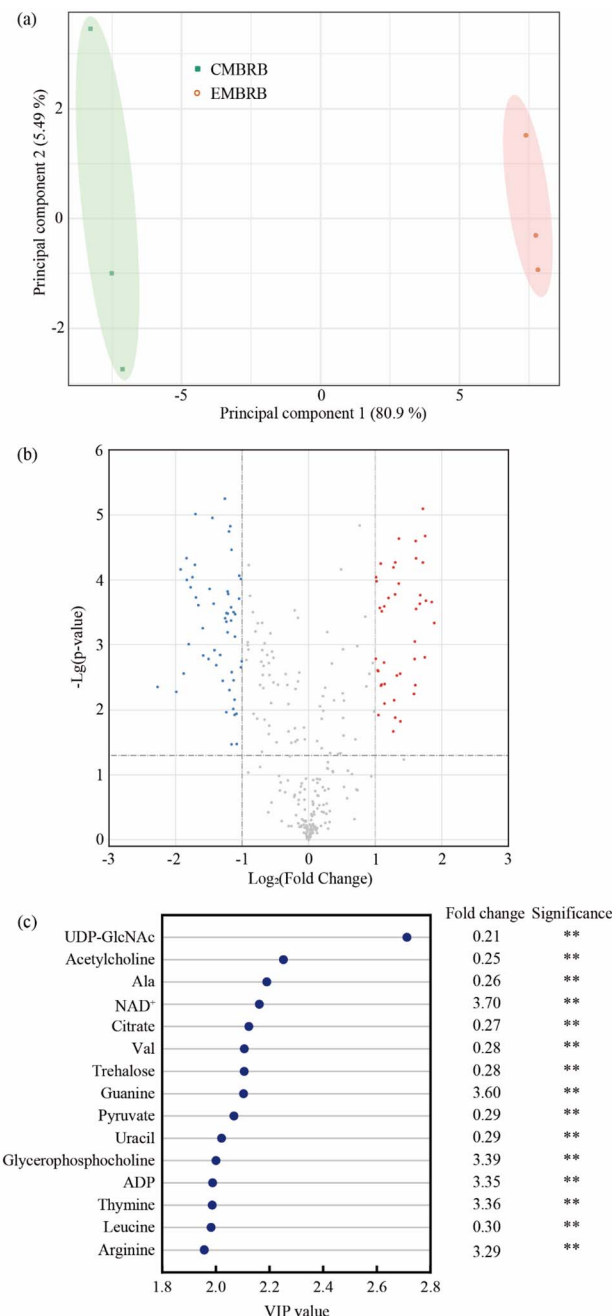 (a)
CMBRB
EMBRB
2
0
-2
Principal component 2 (5.49 %)
-5 0 5
Principal component 1 (80.9 %)
(b)
6
5
4
3
2
1
0
-Lg(p-value)
-3 -2 -1 0 1 2 3
Log₂(Fold Change)
(c)
Fold change Significance
UDP-GlcNAc 0.21 **
Acetylcholine 0.25 **
Ala 0.26 **
NAD⁺ 3.70 **
Citrate 0.27 **
Val 0.28 **
Trehalose 0.28 **
Guanine 3.60 **
Pyruvate 0.29 **
Uracil 0.29 **
Glycerophosphocholine 3.39 **
ADP 3.35 **
Thymine 3.36 **
Leucine 0.30 **
Arginine 3.29 **
1.8 2.0 2.2 2.4 2.6 2.8
VIP value